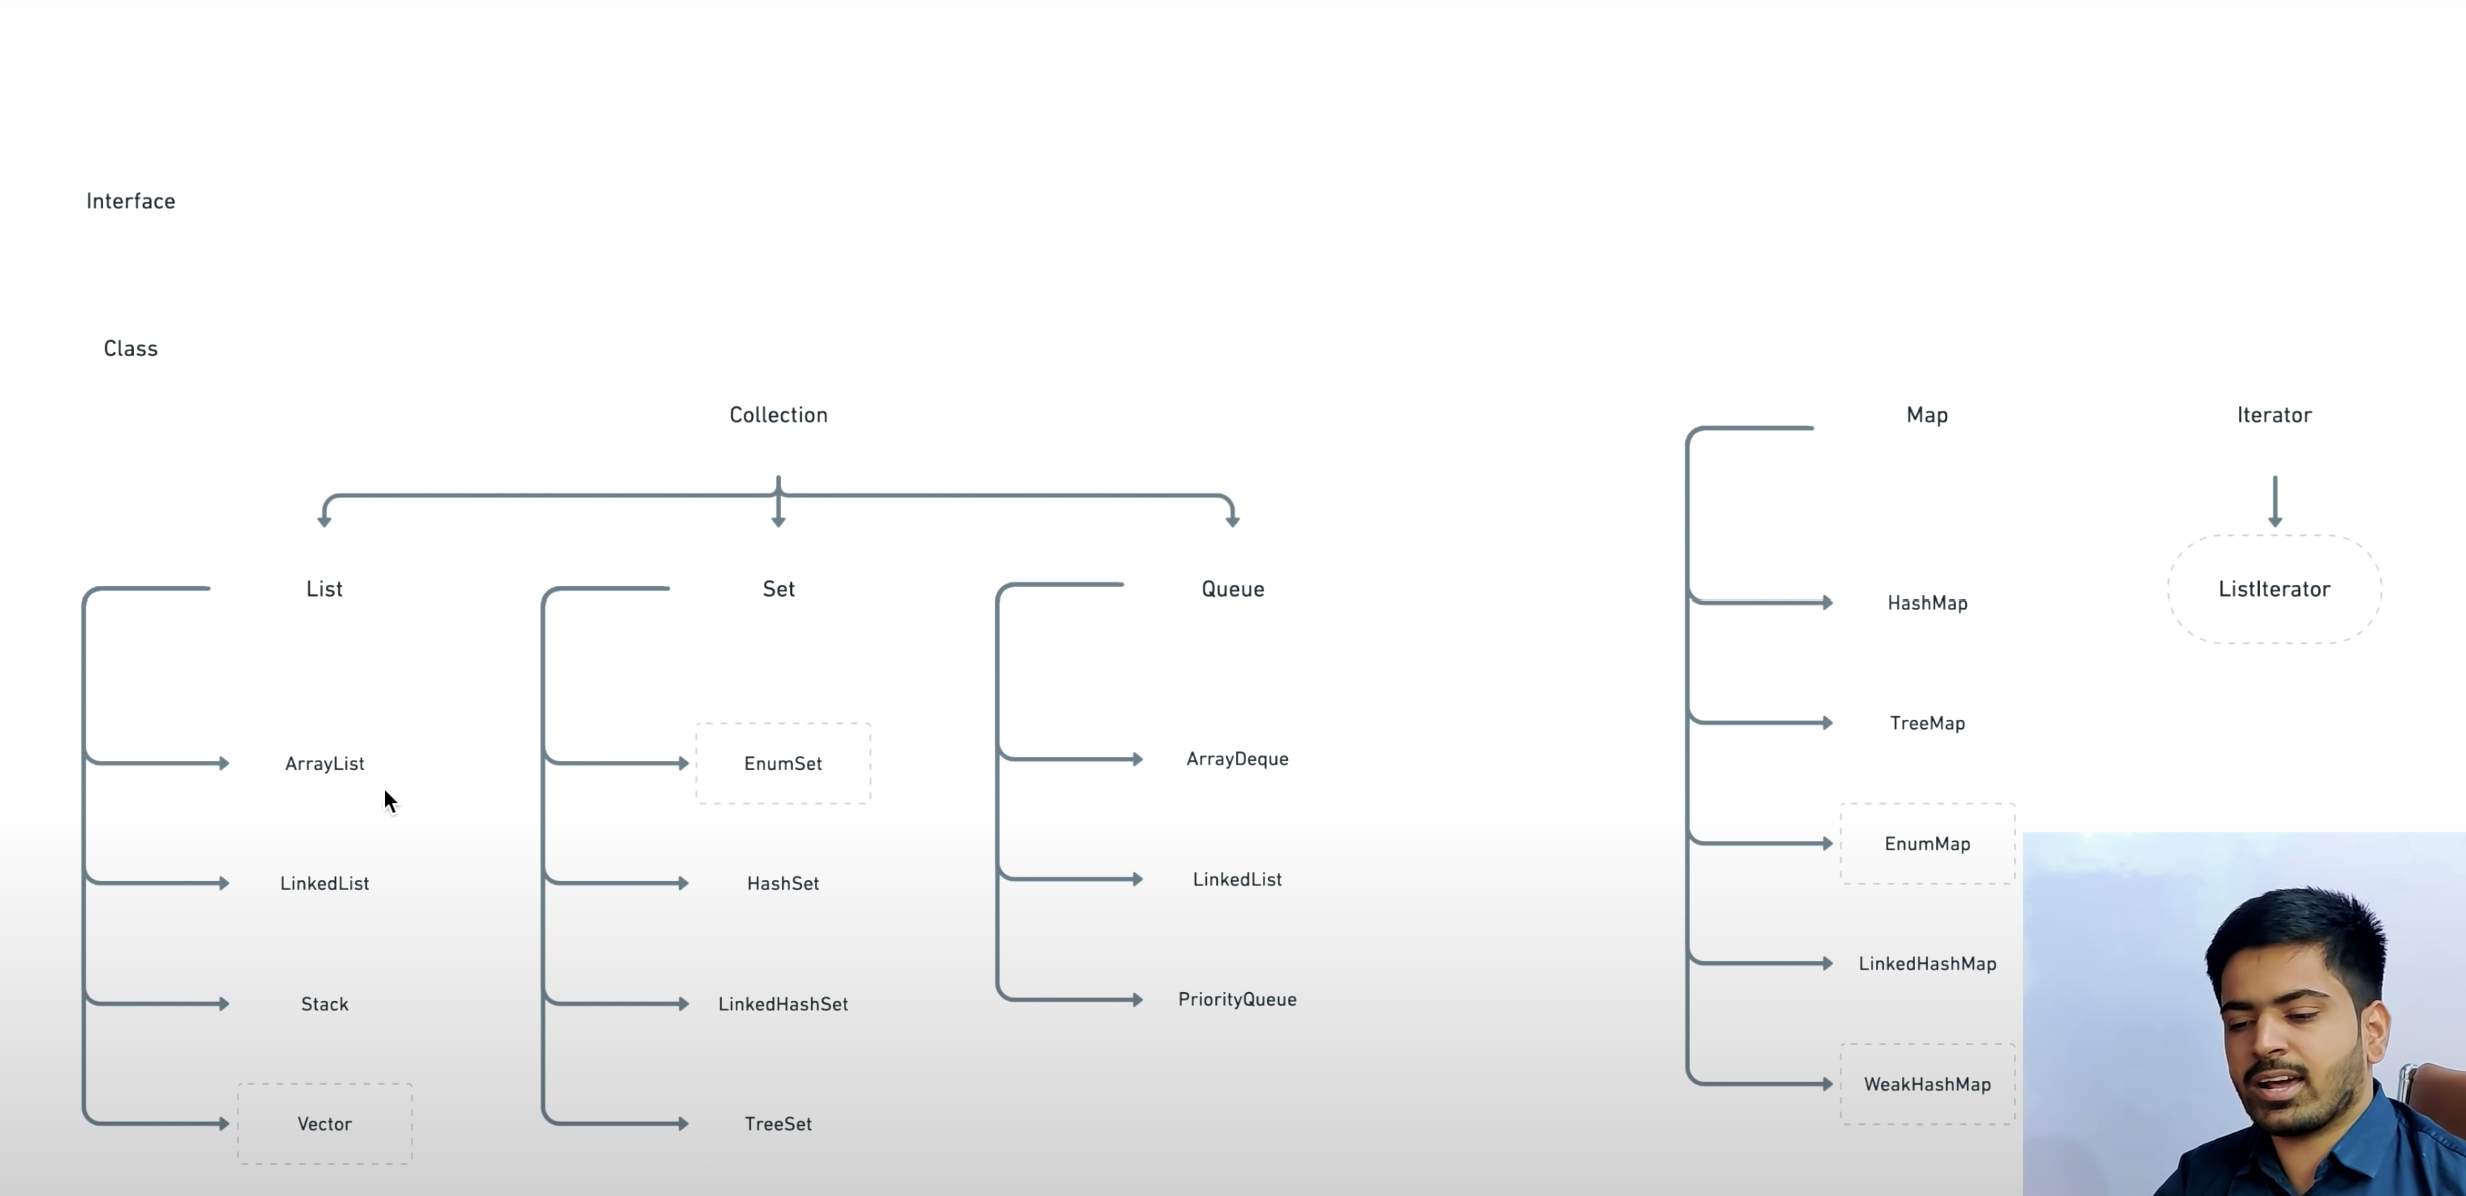 Interface
Class
Collection
Map
Iterator
List
Set
Queue
HashMap
ListIterator
TreeMap
ArrayList
EnumSet
ArrayDeque
EnumMap
LinkedList
HashSet
LinkedList
LinkedHashMap
Stack
LinkedHashSet
PriorityQueue
WeakHashMap
Vector
TreeSet